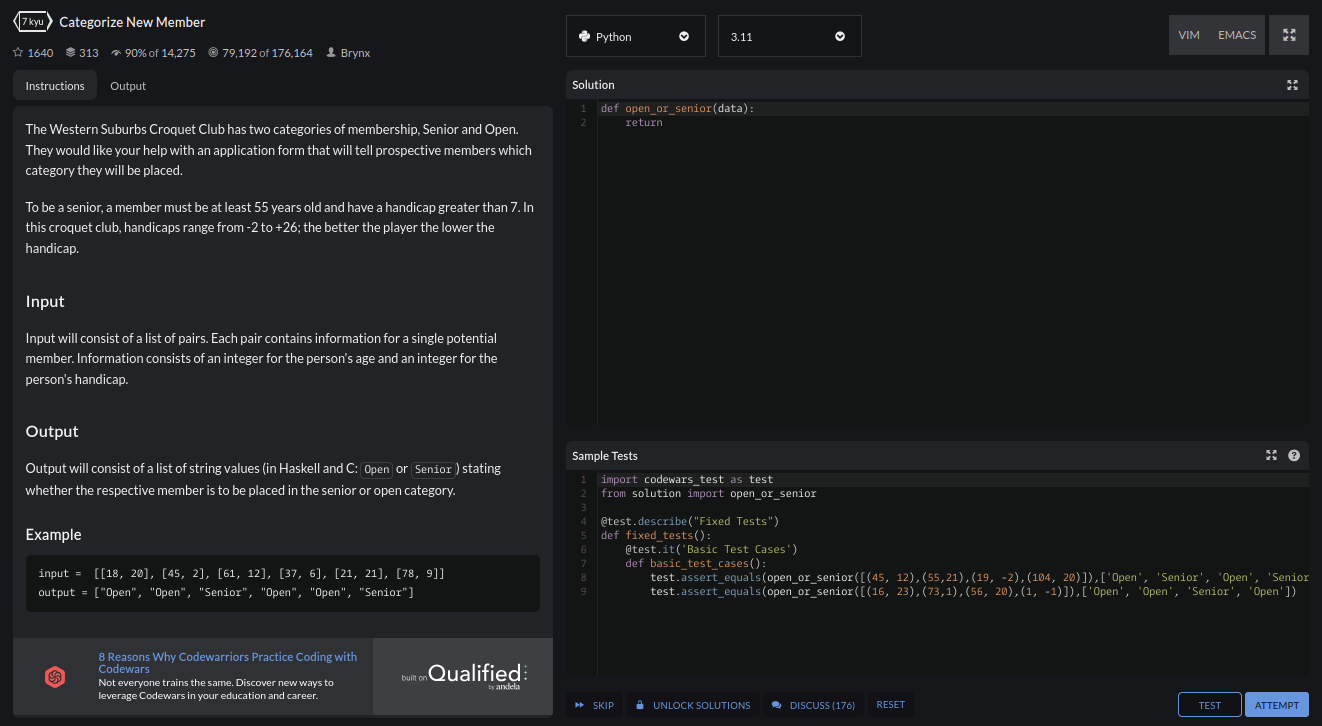 7 kyu Categorize New Member
1640 313 90% of 14,275 79,192 of 176,164 Brynx
Instructions Output
The Western Suburbs Croquet Club has two categories of membership, Senior and Open.
They would like your help with an application form that will tell prospective members which
category they will be placed.
To be a senior, a member must be at least 55 years old and have a handicap greater than 7. In
this croquet club, handicaps range from -2 to +26; the better the player the lower the
handicap.
Input
Input will consist of a list of pairs. Each pair contains information for a single potential
member. Information consists of an integer for the person's age and an integer for the
person's handicap.
Output
Output will consist of a list of string values (in Haskell and C: Open or Senior) stating
whether the respective member is to be placed in the senior or open category.
Example
input =  [[18, 20], [45, 2], [61, 12], [37, 6], [21, 21], [78, 9]]
output = ["Open", "Open", "Senior", "Open", "Open", "Senior"]
8 Reasons Why Codewarriors Practice Coding with
Codewars
Not everyone trains the same. Discover new ways to
leverage Codewars in your education and career.
built on Qualified
by andela
Python 3.11 VIM EMACS
Solution
1 def open_or_senior(data):
2     return
Sample Tests
1 import codewars_test as test
2 from solution import open_or_senior
3
4 @test.describe("Fixed Tests")
5 def fixed_tests():
6     @test.it('Basic Test Cases')
7     def basic_test_cases():
8         test.assert_equals(open_or_senior([(45, 12),(55,21),(19, -2),(104, 20)]),['Open', 'Senior', 'Open', 'Senior
9         test.assert_equals(open_or_senior([(16, 23),(73,1),(56, 20),(1, -1)]),['Open', 'Open', 'Senior', 'Open'])
SKIP UNLOCK SOLUTIONS DISCUSS (176) RESET TEST ATTEMPT